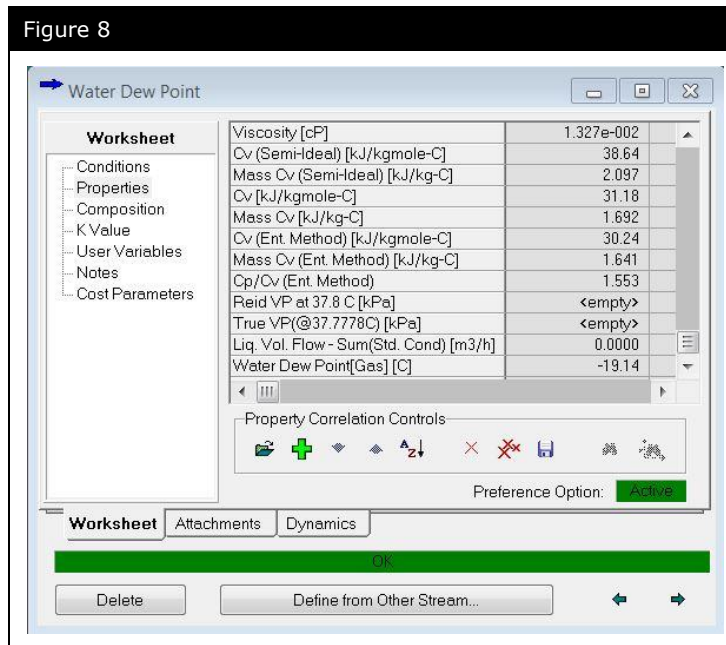 Figure 8
Water Dew Point
Worksheet
Conditions
Properties
Composition
K Value
User Variables
Notes
Cost Parameters
Viscosity [cP] 1.327e-002
Cv (Semi-Ideal) [kJ/kgmole-C] 38.64
Mass Cv (Semi-Ideal) [kJ/kg-C] 2.097
Cv [kJ/kgmole-C] 31.18
Mass Cv [kJ/kg-C] 1.692
Cv (Ent. Method) [kJ/kgmole-C] 30.24
Mass Cv (Ent. Method) [kJ/kg-C] 1.641
Cp/Cv (Ent. Method) 1.553
Reid VP at 37.8 C [kPa] <empty>
True VP(@37.7778C) [kPa] <empty>
Liq. Vol. Flow - Sum(Std. Cond) [m3/h] 0.0000
Water Dew Point[Gas] [C] -19.14
Property Correlation Controls
AZ
Preference Option: Active
Worksheet Attachments Dynamics
OK
Delete Define from Other Stream...